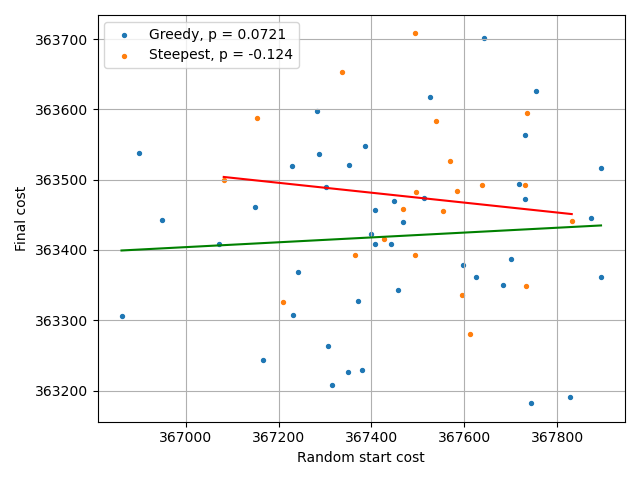 363700
363600
363500
363400
363300
363200
Final cost
Greedy, p = 0.0721
Steepest, p = -0.124
367000
367200
367400
367600
367800
Random start cost